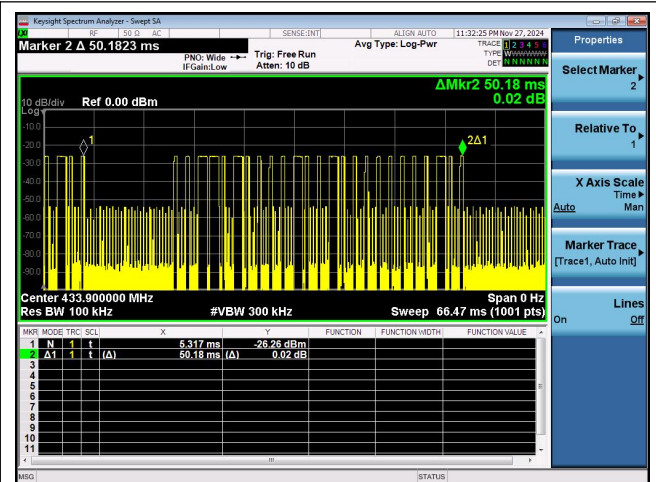 Keysight Spectrum Analyzer - Swept SA
LXI RF 50 Ω AC SENSE:INT ALIGN AUTO 11:32:25 PM Nov 27, 2024
Marker 2 Δ 50.1823 ms
PNO: Wide
IFGain:Low
Trig: Free Run
Atten: 10 dB
Avg Type: Log-Pwr
TRACE 1 2 3 4 5 6
TYPE WWWWWW
DET N N N N N N
ΔMkr2 50.18 ms
0.02 dB
10 dB/div Ref 0.00 dBm
Log
-10.0
-20.0
-30.0
-40.0
-50.0
-60.0
-70.0
-80.0
-90.0
1
2Δ1
Center 433.900000 MHz Span 0 Hz
Res BW 100 kHz #VBW 300 kHz Sweep 66.47 ms (1001 pts)
MKR MODE TRC SCL X Y FUNCTION FUNCTION WIDTH FUNCTION VALUE
1 N 1 t 5.317 ms -26.26 dBm
2 Δ1 1 t (Δ) 50.18 ms (Δ) 0.02 dB
3
4
5
6
7
8
9
10
11
MSG STATUS
Properties
Select Marker
2
Relative To
1
X Axis Scale
Time
Auto Man
Marker Trace
[Trace1, Auto Init]
Lines
On Off